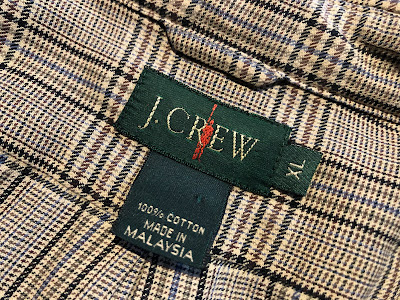 J. CREW
XL
100% COTTON
MADE IN
MALAYSIA